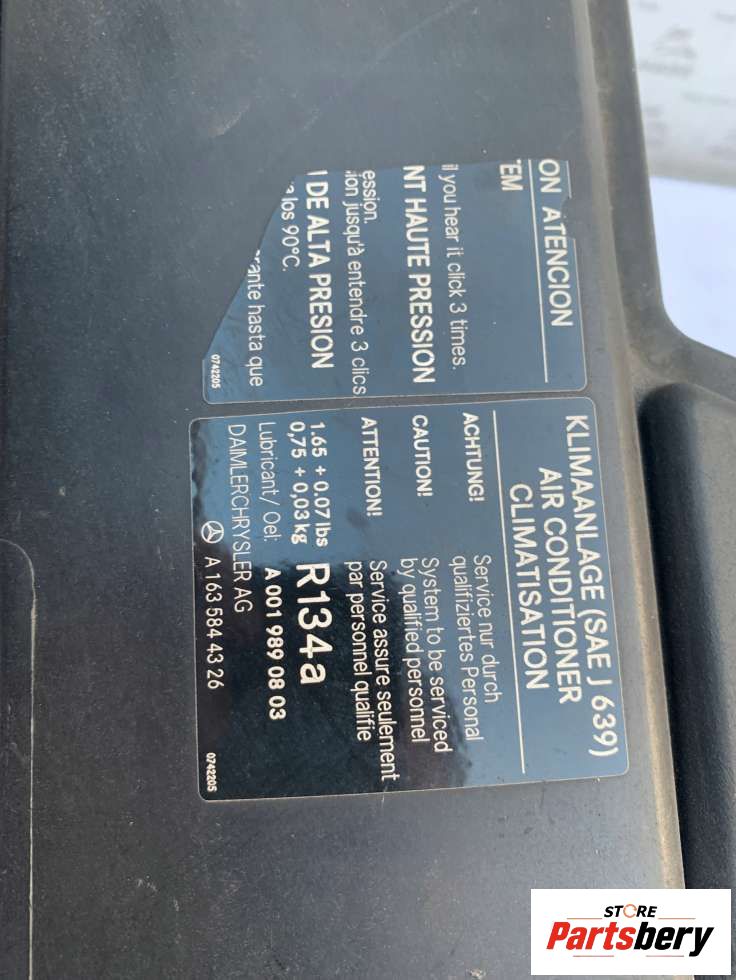 ON ATENCION
TEM
il you hear it click 3 times.
NT HAUTE PRESSION
ession.
ion jusqu'à entendre 3 clics
DE ALTA PRESION
a los 90°C.
rante hasta que
0742205
KLIMAANLAGE (SAE J 639)
AIR CONDITIONER
CLIMATISATION
ACHTUNG! Service nur durch
qualifiziertes Personal
CAUTION! System to be serviced
by qualified personnel
ATTENTION! Service assure seulement
par personnel qualifie
1.65 + 0.07 lbs
0,75 + 0,03 kg R134a
Lubricant/Oel: A 001 989 08 03
DAIMLERCHRYSLER AG A 163 584 43 26
0742205
STORE
Partsbery